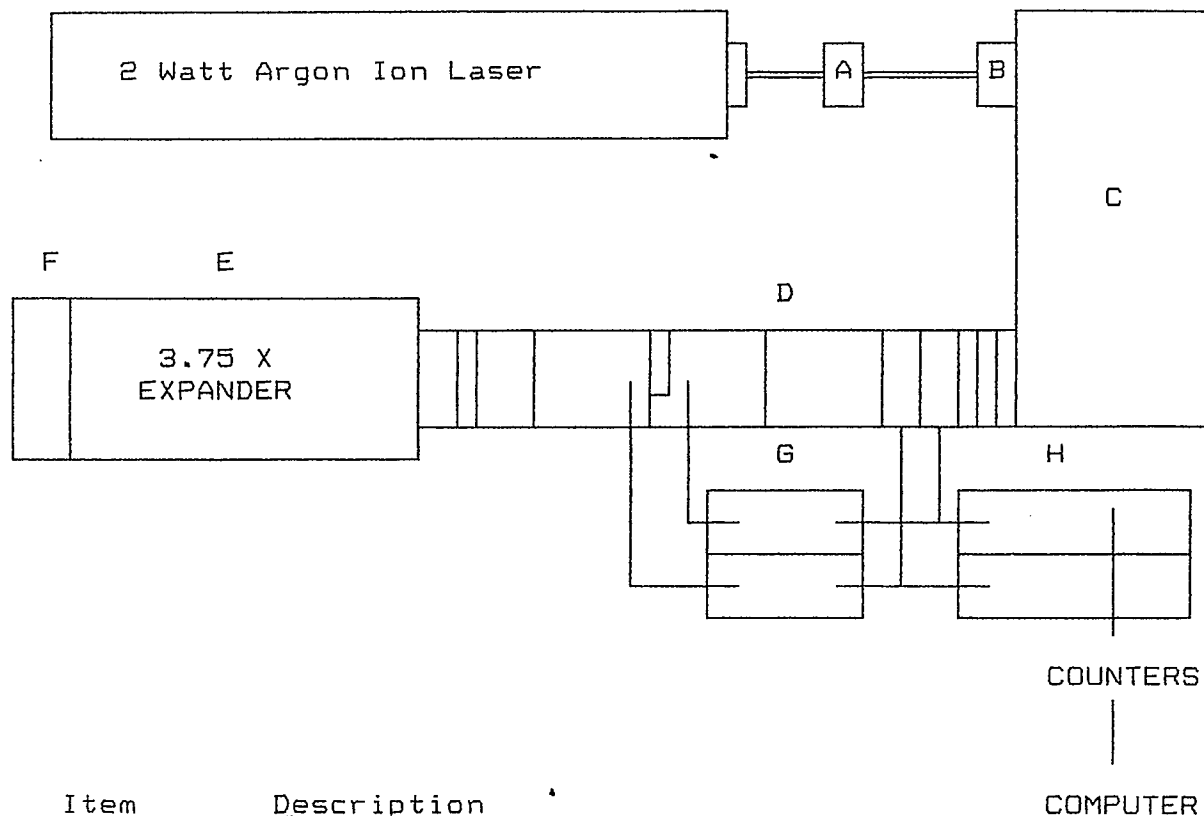 2 Watt Argon Ion Laser
A
B
C
F
E
D
3.75 X
EXPANDER
G
H
COUNTERS
Item Description
COMPUTER